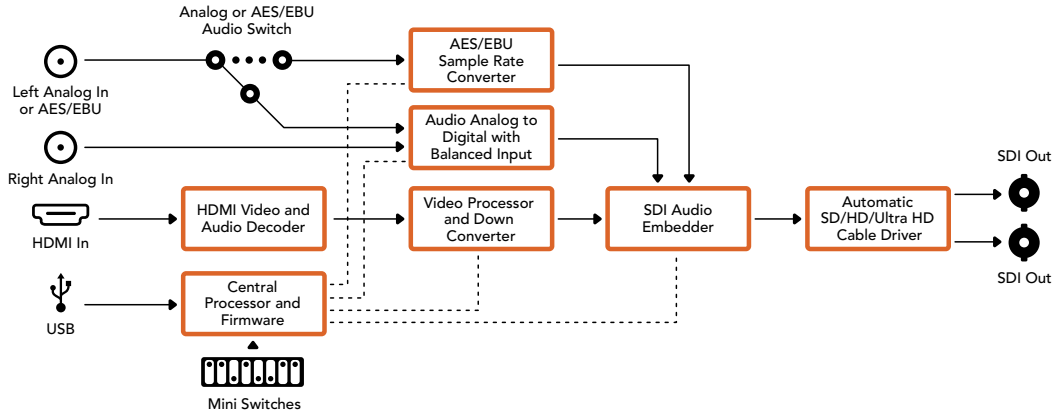 Analog or AES/EBU
Audio Switch
Left Analog In
or AES/EBU
Right Analog In
HDMI In
USB
AES/EBU
Sample Rate
Converter
Audio Analog to
Digital with
Balanced Input
HDMI Video and
Audio Decoder
Video Processor
and Down
Converter
SDI Audio
Embedder
Automatic
SD/HD/Ultra HD
Cable Driver
SDI Out
SDI Out
Central
Processor and
Firmware
Mini Switches